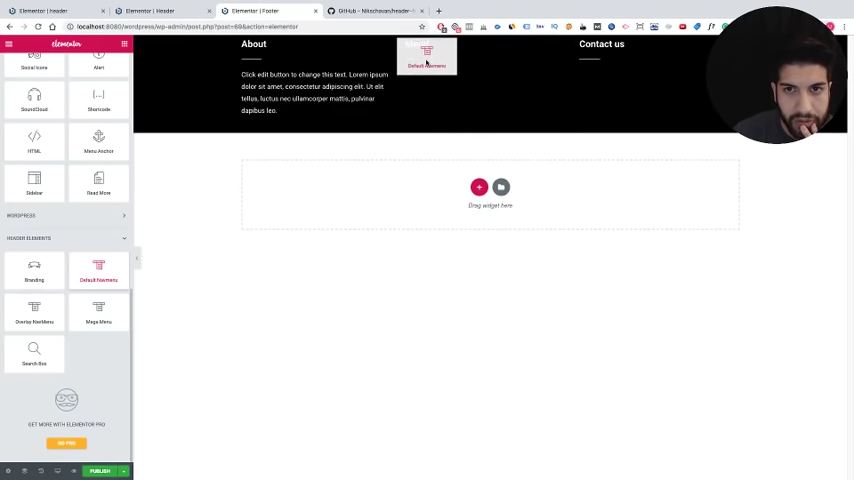 Elementor | header
Elementor | Header
Elementor | Footer
GitHub - Nikschavan/header-f
localhost:8080/wordpress/wp-admin/post.php?post=69&action=elementor
elementor
Social Icons
Alert
SoundCloud
Shortcode
HTML
Menu Anchor
Sidebar
Read More
WORDPRESS
HEADER ELEMENTS
Branding
Default Navmenu
Overlay NavMenu
Mega Menu
Search Box
GET MORE WITH ELEMENTOR PRO
GO PRO
PUBLISH
About
Click edit button to change this text. Lorem ipsum
dolor sit amet, consectetur adipiscing elit. Ut elit
tellus, luctus nec ullamcorper mattis, pulvinar
dapibus leo.
Default Navmenu
Contact us
Drag widget here